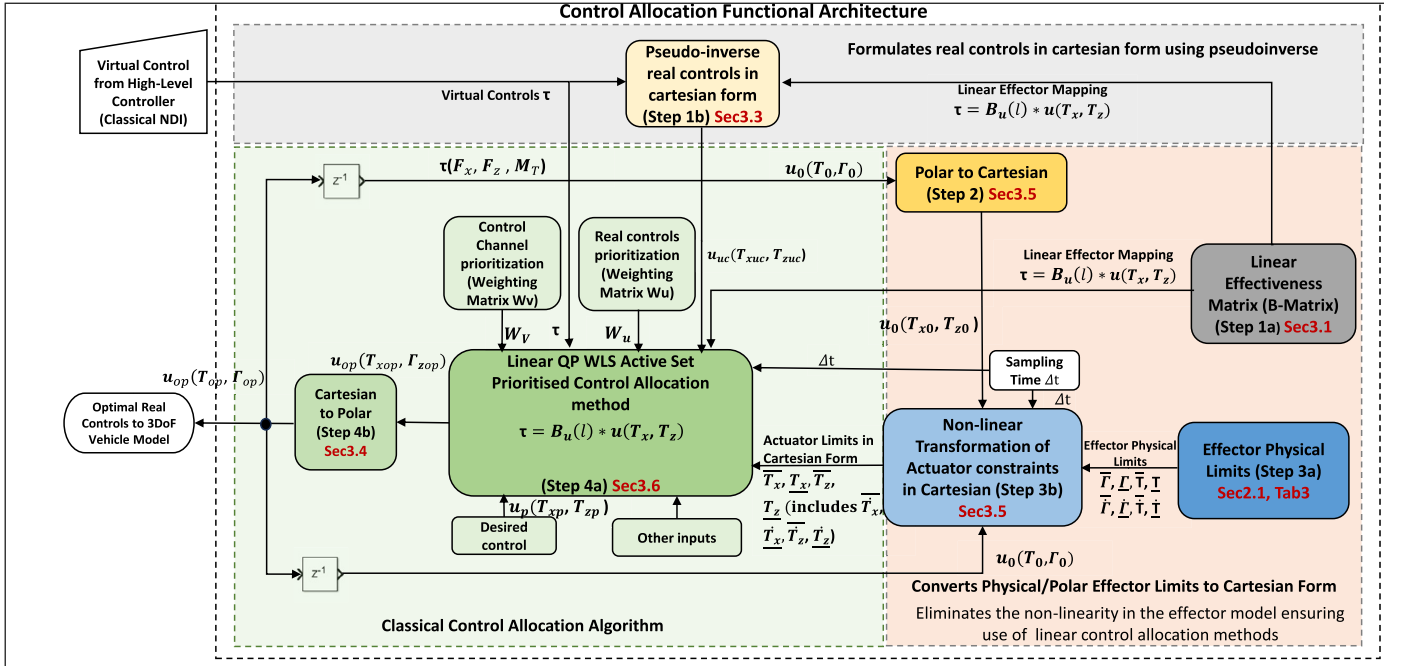 Control Allocation Functional Architecture
Virtual Control
from High-Level
Controller
(Classical NDI)
Virtual Controls τ
Pseudo-inverse
real controls in
cartesian form
(Step 1b) Sec3.3
Formulates real controls in cartesian form using pseudoinverse
Linear Effector Mapping
τ = B_u(l) ∗ u(T_x, T_z)
z⁻¹
τ(F_x, F_z , M_T)
u_0(T_0,Γ_0)
Polar to Cartesian
(Step 2) Sec3.5
Control
Channel
prioritization
(Weighting
Matrix Wv)
Real controls
prioritization
(Weighting
Matrix Wu)
u_uc(T_xuc, T_zuc)
Linear Effector Mapping
τ = B_u(l) ∗ u(T_x, T_z)
Linear
Effectiveness
Matrix (B-Matrix)
(Step 1a) Sec3.1
W_V
τ
W_u
u_0(T_x0, T_z0)
u_op(T_op, Γ_op)
u_op(T_xop, Γ_zop)
Linear QP WLS Active Set
Prioritised Control Allocation
method
τ = B_u(l) ∗ u(T_x, T_z)
(Step 4a) Sec3.6
Δt
Sampling
Time Δt
Δt
Optimal Real
Controls to 3DoF
Vehicle Model
Cartesian
to Polar
(Step 4b)
Sec3.4
Actuator Limits in
Cartesian Form
T̅_x, T̲_x, T̅_z,
T̲_z (includes Ṫ̅_x,
Ṫ̲_x, Ṫ̅_z, Ṫ̲_z)
Non-linear
Transformation of
Actuator constraints
in Cartesian (Step 3b)
Sec3.5
Effector Physical
Limits
Γ̅, Γ̲, τ̅, τ̲
Γ̇̅, Γ̲̇, τ̇̅, τ̲̇
Effector Physical
Limits (Step 3a)
Sec2.1, Tab3
u_p(T_xp, T_zp)
Desired
control
Other inputs
z⁻¹
u_0(T_0,Γ_0)
Classical Control Allocation Algorithm
Converts Physical/Polar Effector Limits to Cartesian Form
Eliminates the non-linearity in the effector model ensuring
use of linear control allocation methods